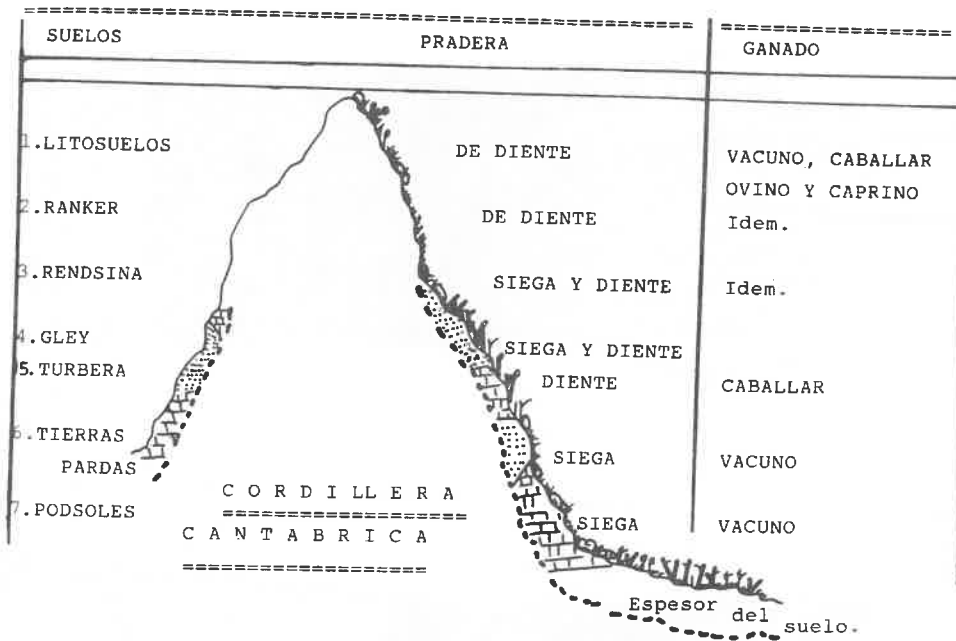 SUELOS PRADERA GANADO
1.LITOSUELOS DE DIENTE VACUNO, CABALLAR
OVINO Y CAPRINO
2.RANKER DE DIENTE Idem.
3.RENDSINA SIEGA Y DIENTE Idem.
4.GLEY SIEGA Y DIENTE
5.TURBERA DIENTE CABALLAR
6.TIERRAS SIEGA VACUNO
PARDAS
7.PODSOLES SIEGA VACUNO
CORDILLERA
CANTABRICA
Espesor del suelo.